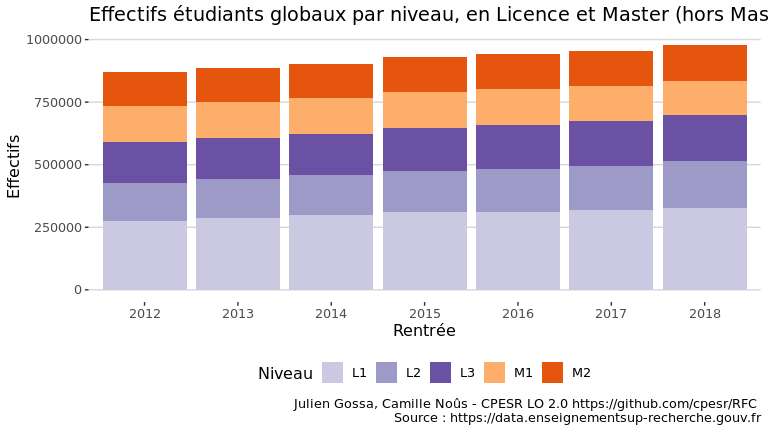 Effectifs étudiants globaux par niveau, en Licence et Master (hors Mas
1000000
750000
500000
250000
0
Effectifs
2012 2013 2014 2015 2016 2017 2018
Rentrée
Niveau L1 L2 L3 M1 M2
Julien Gossa, Camille Noûs - CPESR LO 2.0 https://github.com/cpesr/RFC
Source : https://data.enseignementsup-recherche.gouv.fr